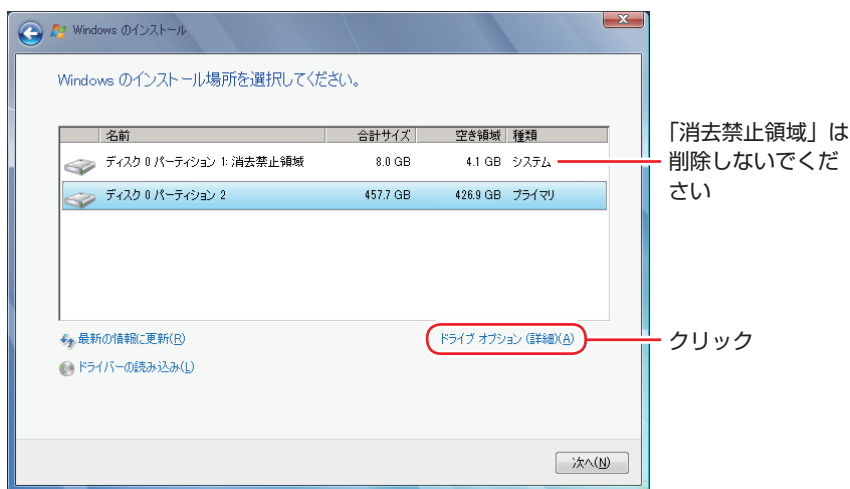 Windows のインストール
Windows のインストール場所を選択してください。
名前 合計サイズ 空き領域 種類
ディスク 0 パーティション 1: 消去禁止領域 8.0 GB 4.1 GB システム
ディスク 0 パーティション 2 457.7 GB 426.9 GB プライマリ
「消去禁止領域」は
削除しないでくだ
さい
最新の情報に更新(R) ドライブ オプション (詳細)(A)
クリック
ドライバーの読み込み(L)
次へ(N)